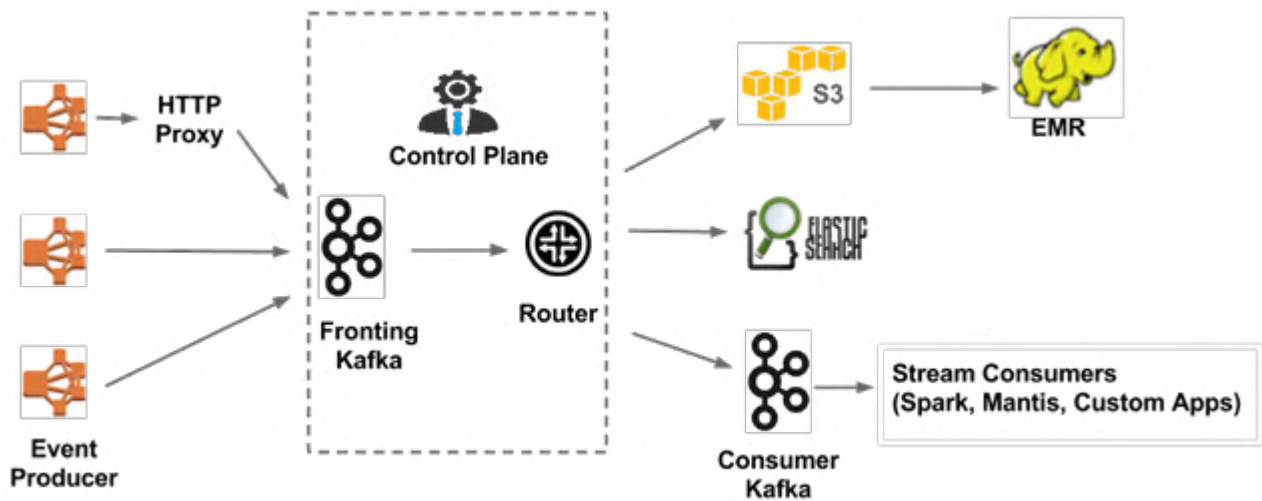 HTTP
Proxy
Control Plane
S3
EMR
ELASTIC
SEARCH
Router
Fronting
Kafka
Stream Consumers
(Spark, Mantis, Custom Apps)
Event
Producer
Consumer
Kafka